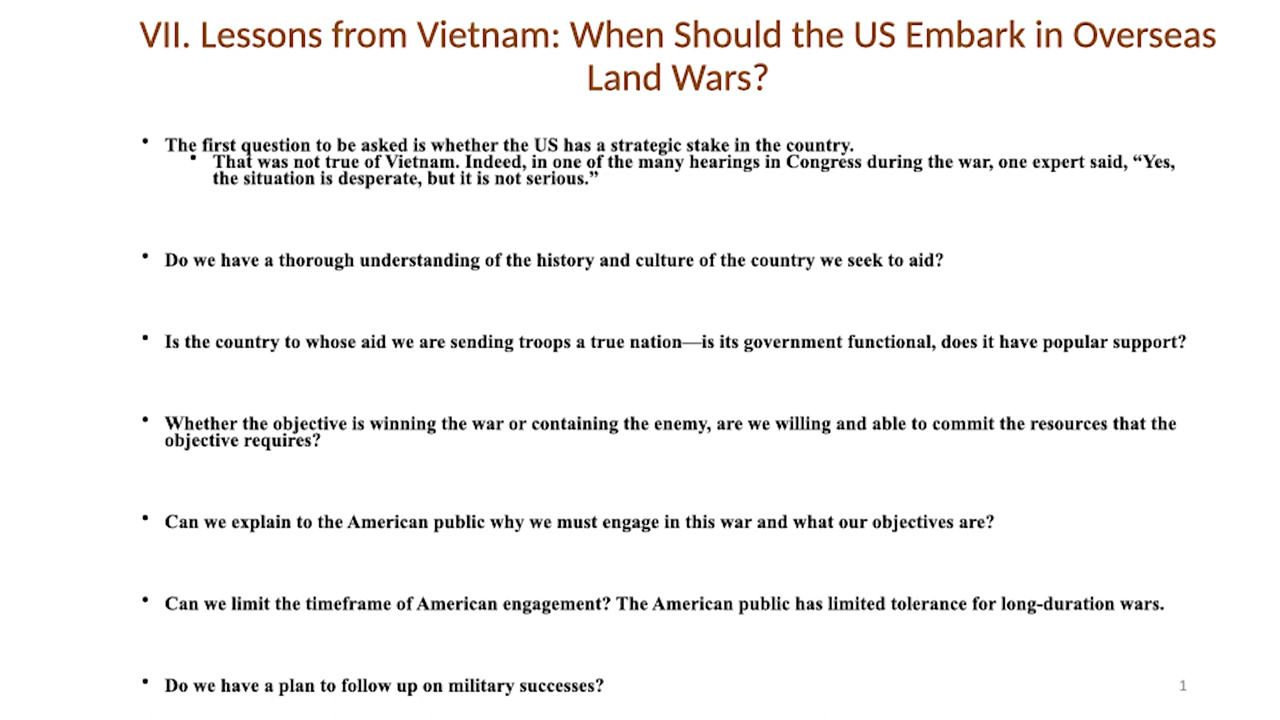 VII. Lessons from Vietnam: When Should the US Embark in Overseas
Land Wars?
• The first question to be asked is whether the US has a strategic stake in the country.
• That was not true of Vietnam. Indeed, in one of the many hearings in Congress during the war, one expert said, “Yes,
the situation is desperate, but it is not serious.”
• Do we have a thorough understanding of the history and culture of the country we seek to aid?
• Is the country to whose aid we are sending troops a true nation—is its government functional, does it have popular support?
• Whether the objective is winning the war or containing the enemy, are we willing and able to commit the resources that the
objective requires?
• Can we explain to the American public why we must engage in this war and what our objectives are?
• Can we limit the timeframe of American engagement? The American public has limited tolerance for long-duration wars.
• Do we have a plan to follow up on military successes?
1